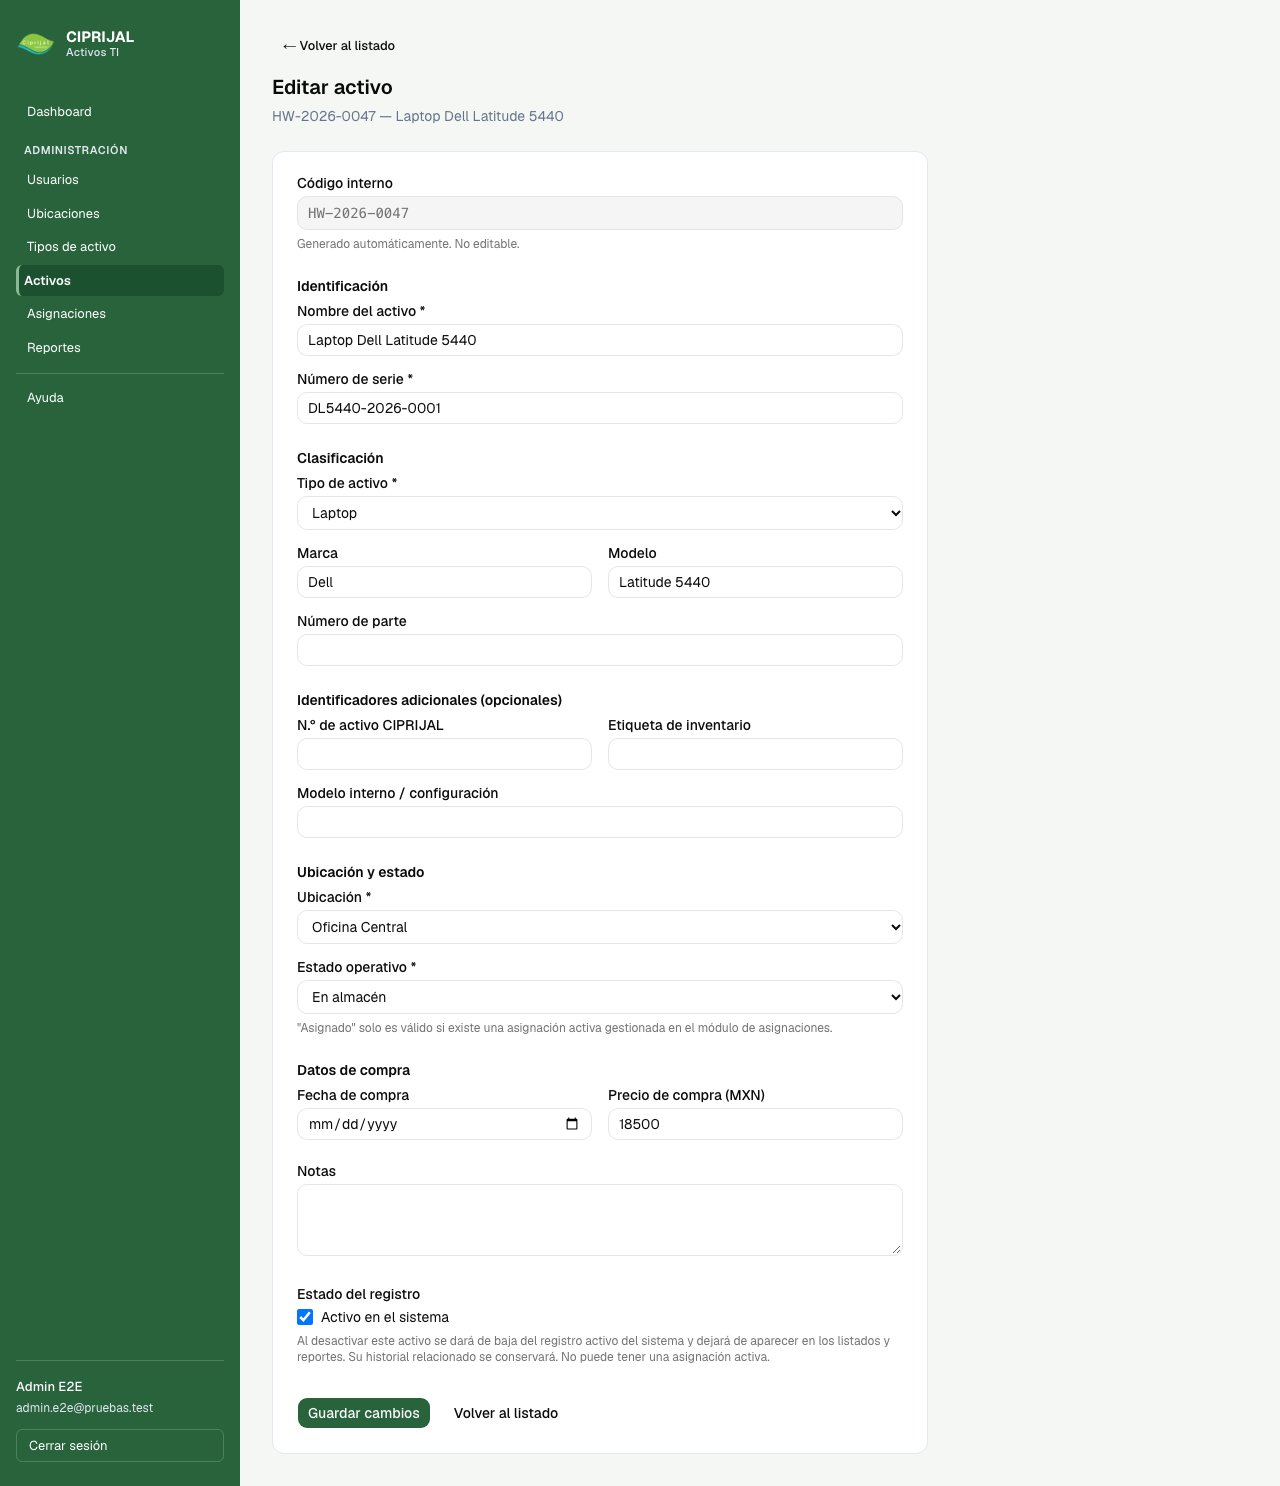 Ciprijal
CIPRIJAL
Activos TI
Dashboard
ADMINISTRACIÓN
Usuarios
Ubicaciones
Tipos de activo
Activos
Asignaciones
Reportes
Ayuda
Admin E2E
admin.e2e@pruebas.test
Cerrar sesión
← Volver al listado
Editar activo
HW-2026-0047 — Laptop Dell Latitude 5440
Código interno
HW-2026-0047
Generado automáticamente. No editable.
Identificación
Nombre del activo *
Laptop Dell Latitude 5440
Número de serie *
DL5440-2026-0001
Clasificación
Tipo de activo *
Laptop
Marca
Modelo
Dell
Latitude 5440
Número de parte
Identificadores adicionales (opcionales)
N.º de activo CIPRIJAL
Etiqueta de inventario
Modelo interno / configuración
Ubicación y estado
Ubicación *
Oficina Central
Estado operativo *
En almacén
"Asignado" solo es válido si existe una asignación activa gestionada en el módulo de asignaciones.
Datos de compra
Fecha de compra
Precio de compra (MXN)
mm/dd/yyyy
18500
Notas
Estado del registro
Activo en el sistema
Al desactivar este activo se dará de baja del registro activo del sistema y dejará de aparecer en los listados y
reportes. Su historial relacionado se conservará. No puede tener una asignación activa.
Guardar cambios
Volver al listado